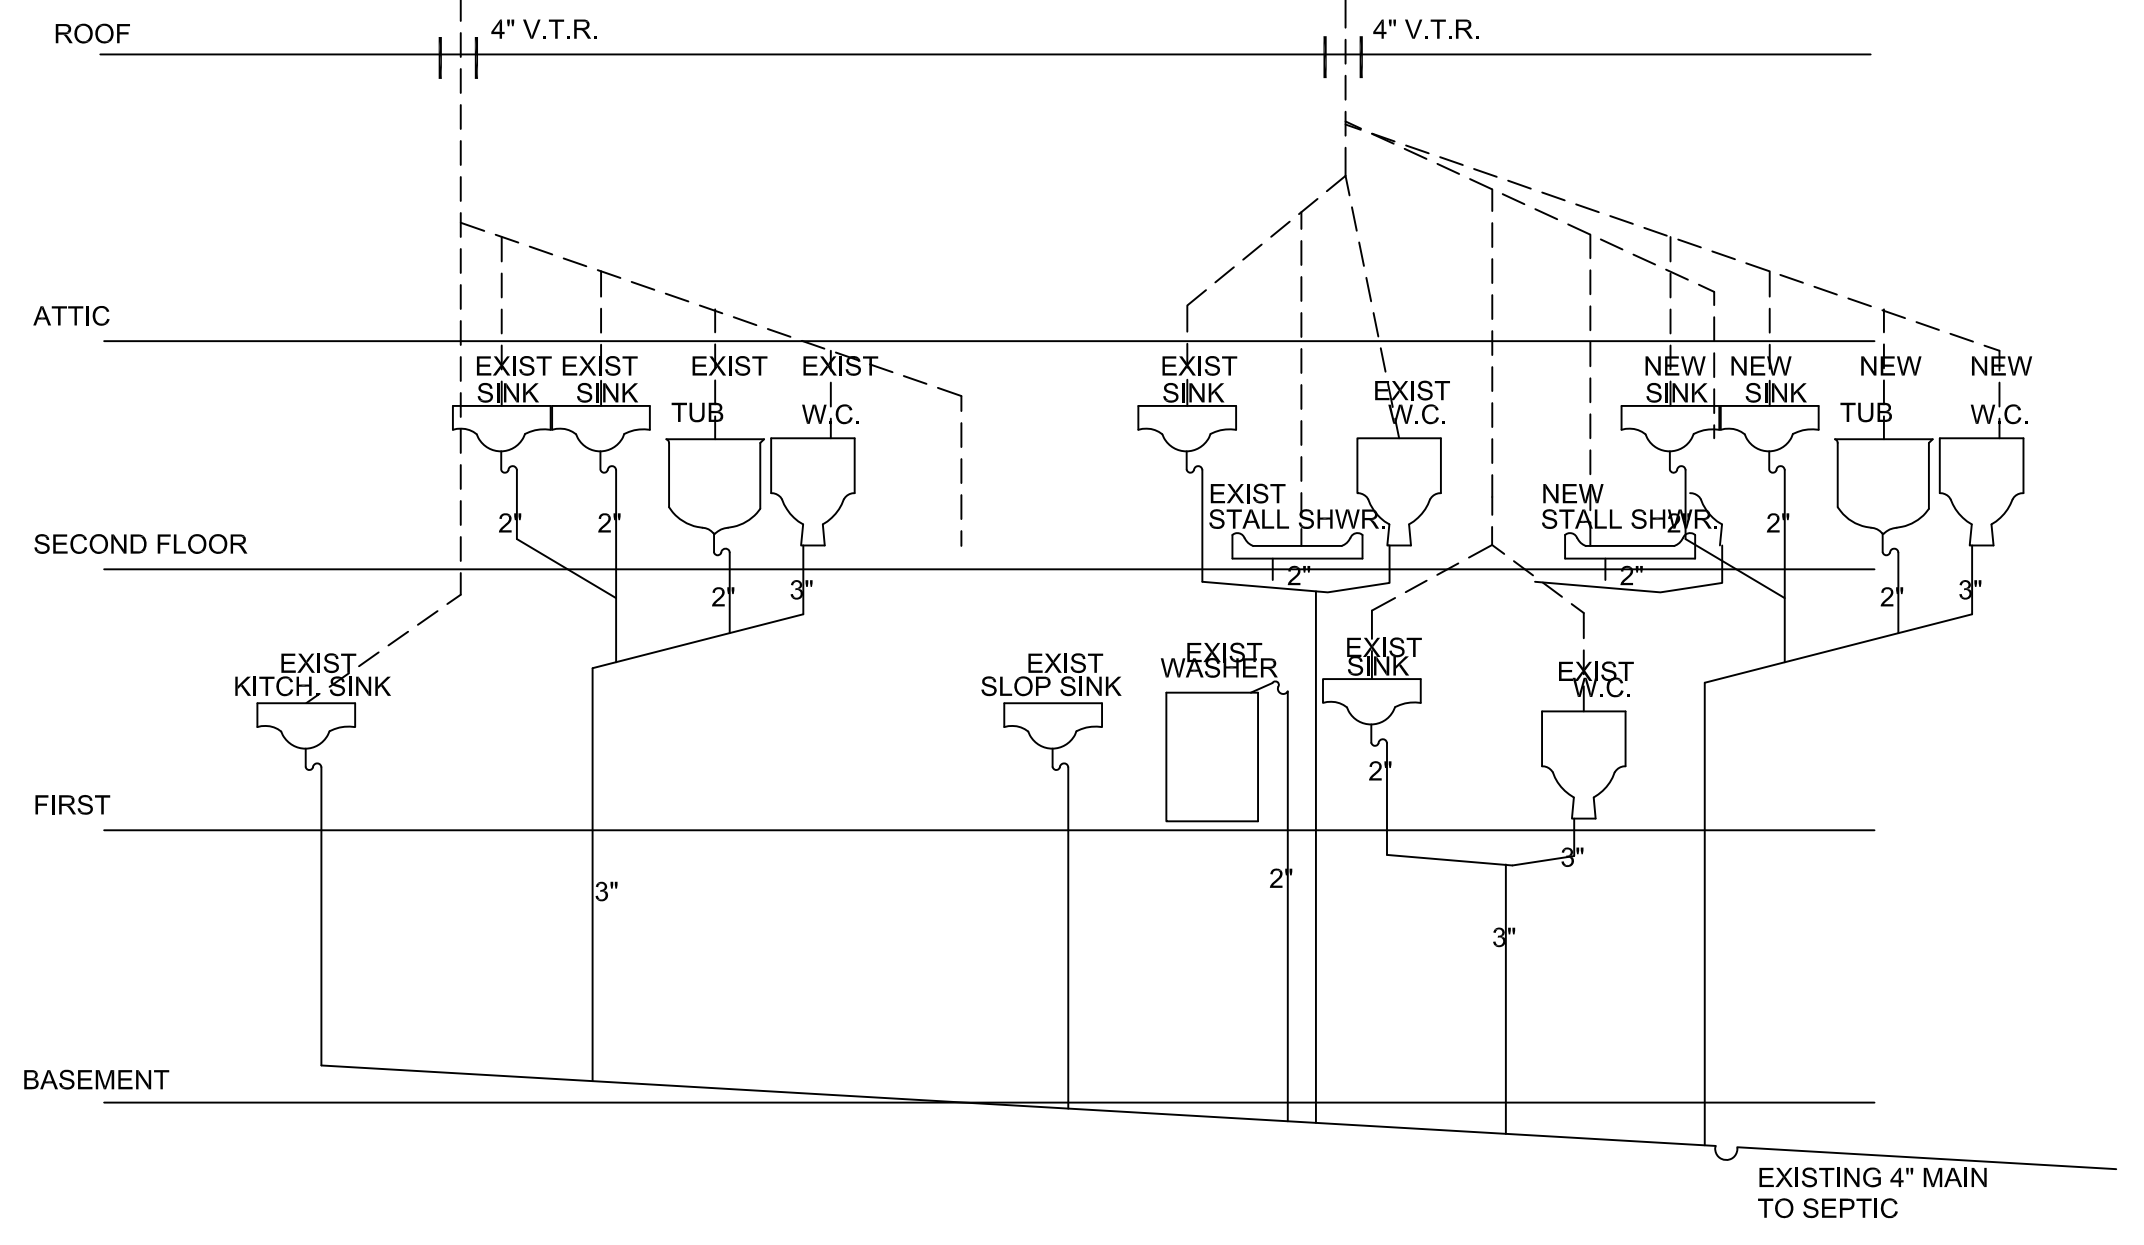 ROOF
4" V.T.R.
4" V.T.R.
ATTIC
EXIST
SINK
EXIST
SINK
EXIST
TUB
EXIST
W.C.
EXIST
SINK
EXIST
W.C.
NEW
SINK
NEW
SINK
NEW
TUB
NEW
W.C.
EXIST
STALL SHWR.
NEW
STALL SHWR.
2"
2"
2"
2"
SECOND FLOOR
2"
3"
2"
2"
2"
3"
EXIST
KITCH. SINK
EXIST
SLOP SINK
EXIST
WASHER
EXIST
SINK
EXIST
W.C.
2"
FIRST
3"
2"
3"
3"
BASEMENT
EXISTING 4" MAIN
TO SEPTIC